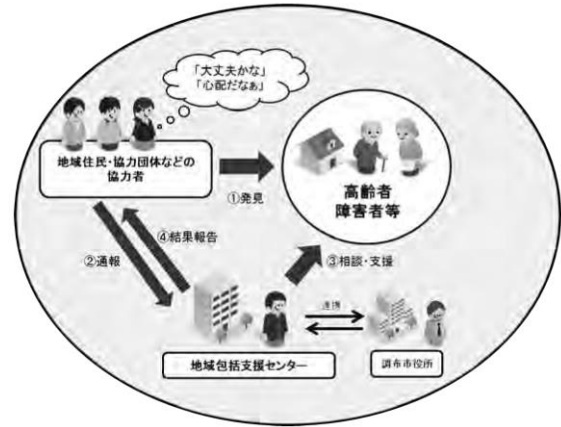 「大丈夫かな」
「心配だなぁ」
地域住民・協力団体などの
協力者
①発見
高齢者
障害者等
④結果報告
②通報
③相談・支援
連携
地域包括支援センター
調布市役所